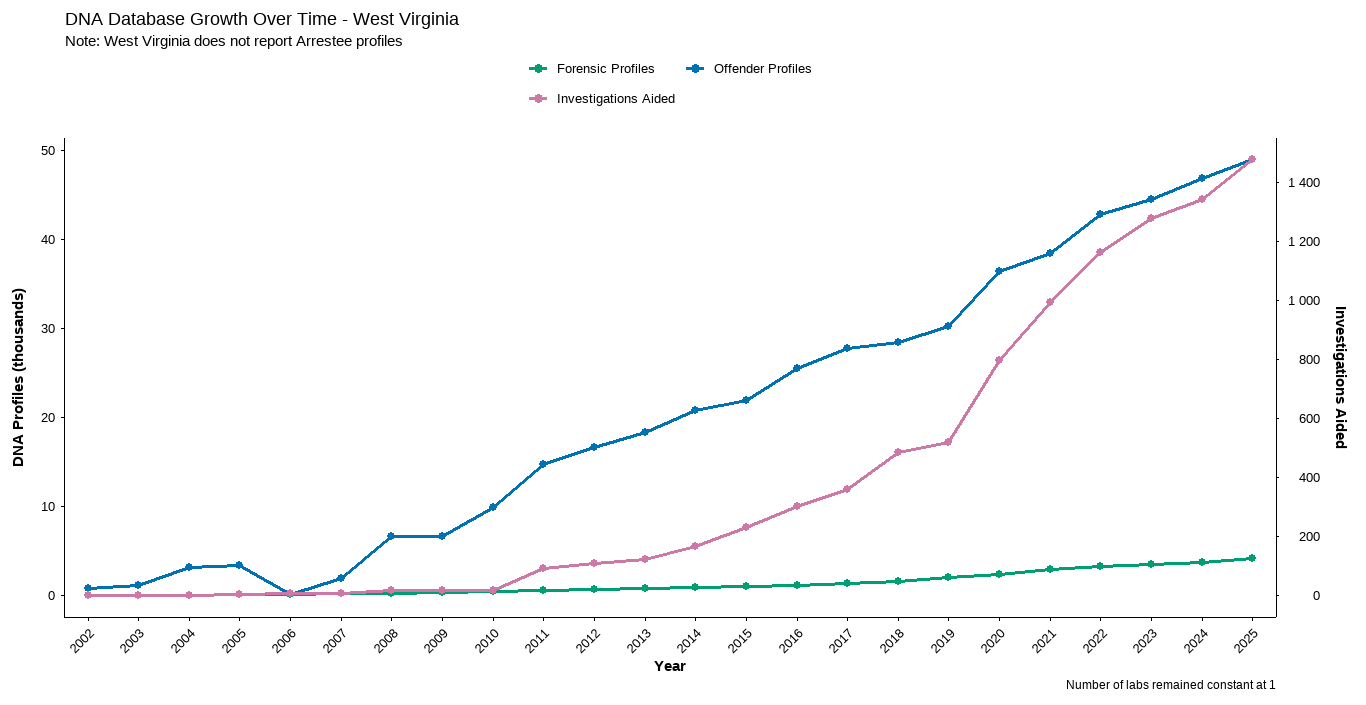 DNA Database Growth Over Time - West Virginia
Note: West Virginia does not report Arrestee profiles
Forensic Profiles
Offender Profiles
Investigations Aided
DNA Profiles (thousands)
50
40
30
20
10
0
1 400
1 200
1 000
800
600
400
200
0
Investigations Aided
2002 2003 2004 2005 2006 2007 2008 2009 2010 2011 2012 2013 2014 2015 2016 2017 2018 2019 2020 2021 2022 2023 2024 2025
Year
Number of labs remained constant at 1